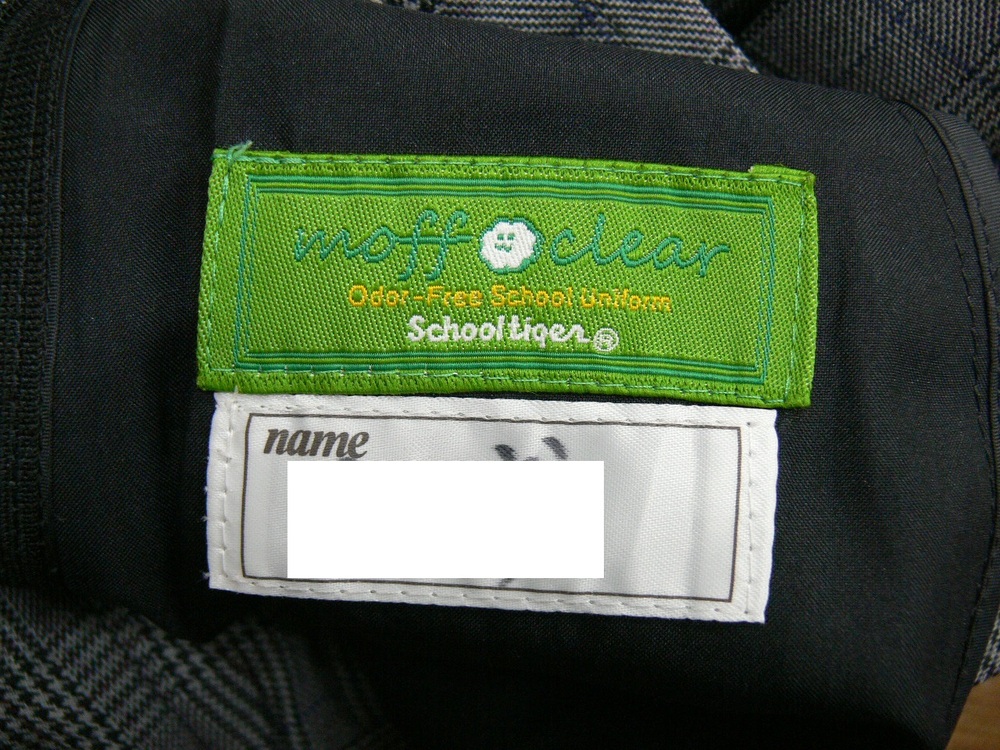 moff clear
Odor-Free School Uniform
Schooltiger®
name